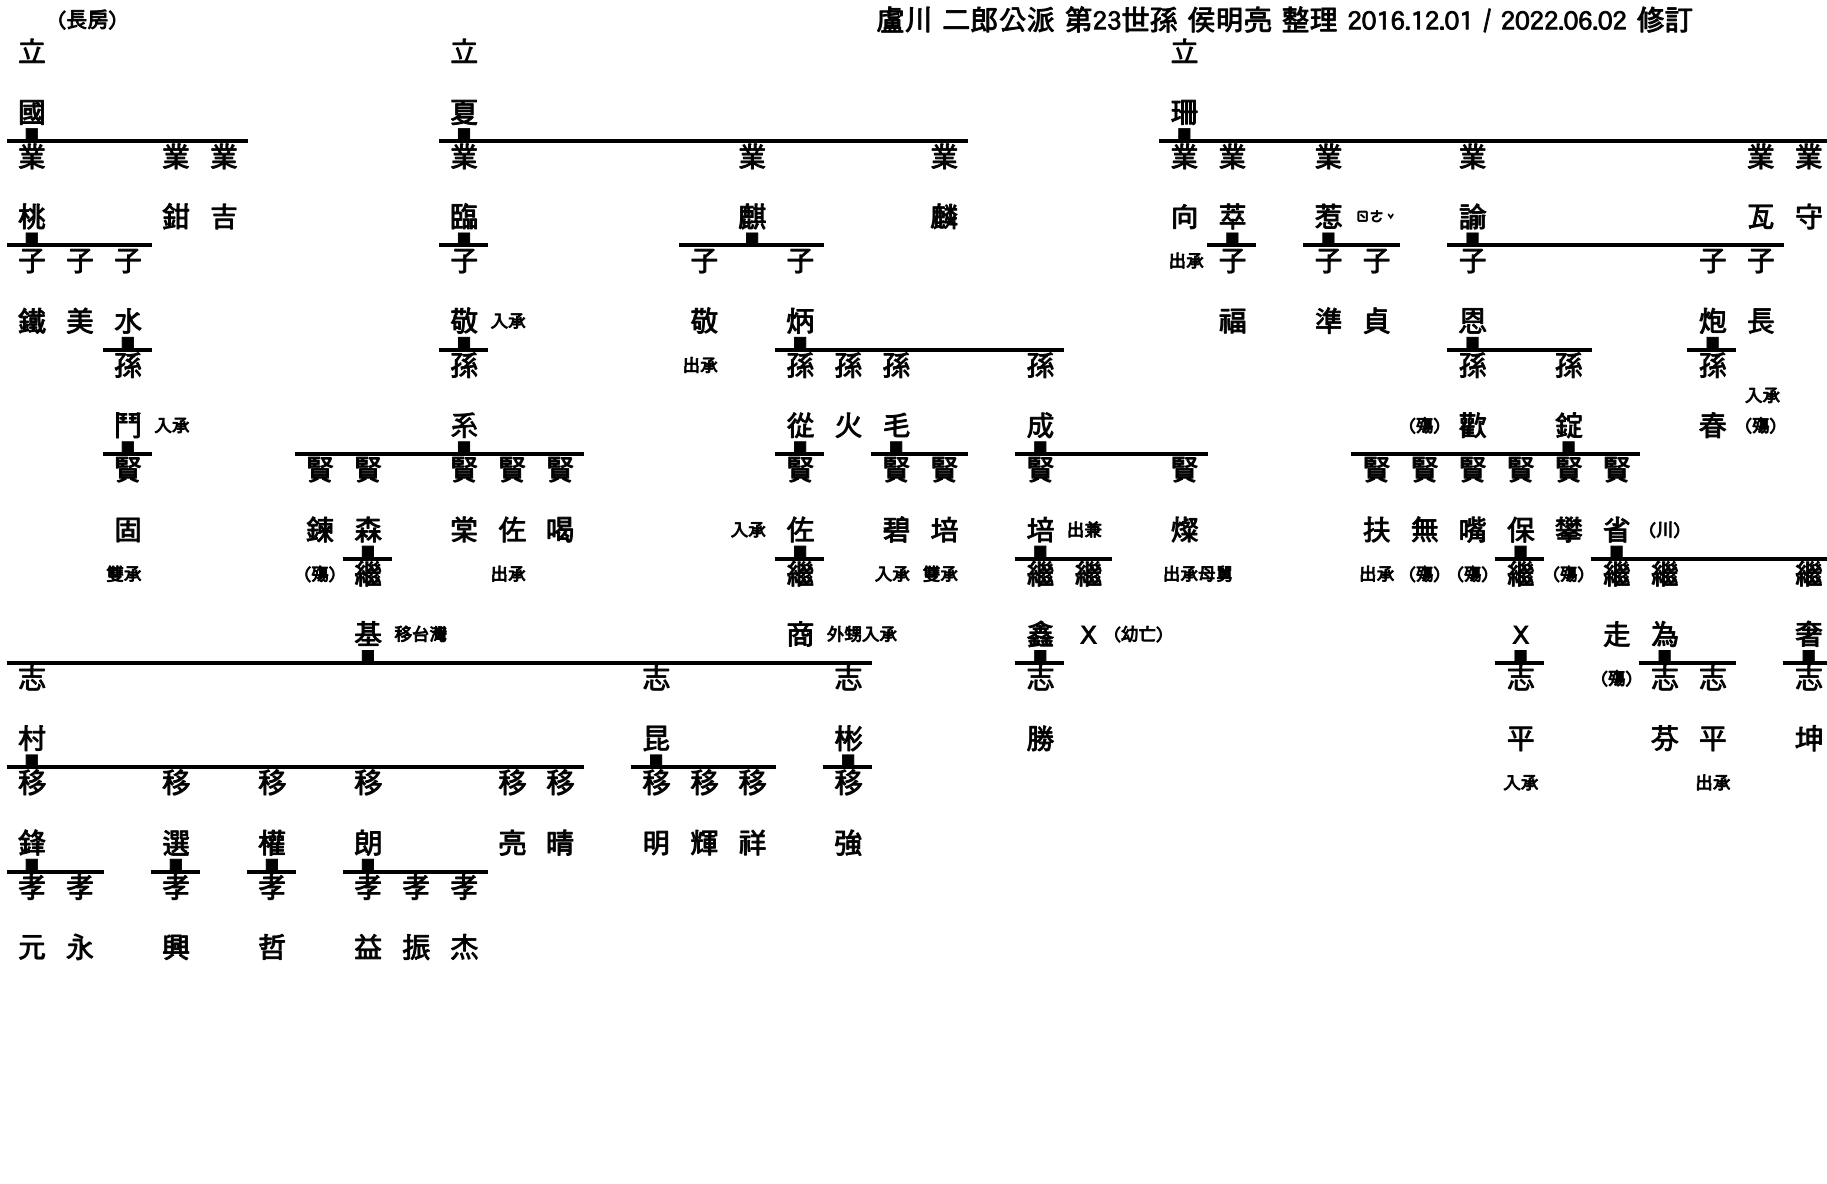 (長房) 盧川 二郎公派 第23世孫 侯明亮 整理 2016.12.01 / 2022.06.02 修訂
立 立 立
國 夏 珊
業 業 業 業 業 業 業 業 業 業 業 業
桃 鉗 吉 臨 麒 麟 向 萃 惹 ㄖㄜˇ 諭 瓦 守
子 子 子 子 子 子 出承 子 子 子 子 子 子
鐵 美 水 敬 入承 敬 炳 福 準 貞 恩 炮 長
孫 孫 出承 孫 孫 孫 孫 孫 孫 孫
入承
鬥 入承 系 從 火 毛 成 (殤) 歡 錠 春 (殤)
賢 賢 賢 賢 賢 賢 賢 賢 賢 賢 賢 賢 賢 賢 賢 賢 賢
固 鍊 森 棠 佐 喝 入承 佐 碧 培 培 出兼 燦 扶 無 嘴 保 攀 省 (川)
雙承 (殤) 繼 出承 繼 入承 雙承 繼 繼 出承母舅 出承 (殤) (殤) 繼 (殤) 繼 繼 繼
基 移台灣 商 外甥入承 鑫 X (幼亡) X 走 為 奢
志 志 志 志 志 (殤) 志 志 志
村 昆 彬 勝 平 芬 平 坤
移 移 移 移 移 移 移 移 移 移 入承 出承
鋒 選 權 朗 亮 晴 明 輝 祥 強
孝 孝 孝 孝 孝 孝 孝
元 永 興 哲 益 振 杰